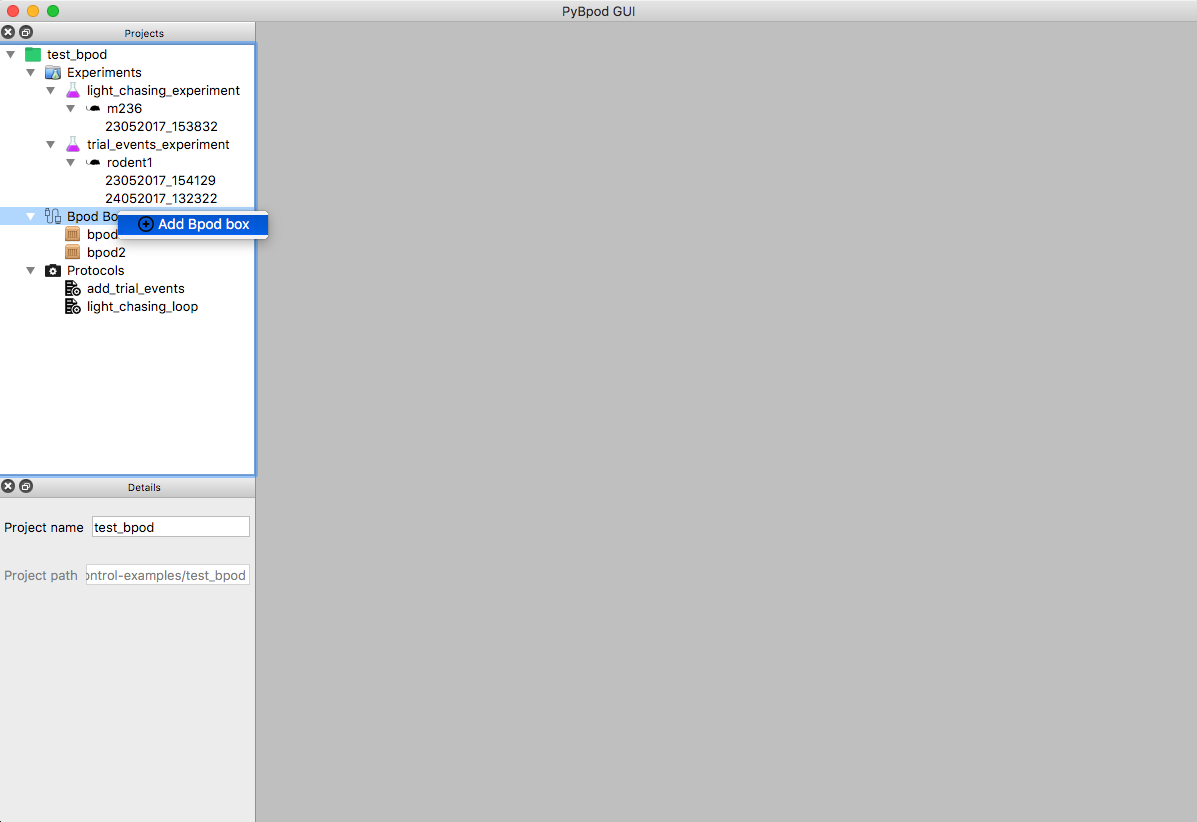 PyBpod GUI
Projects
test_bpod
Experiments
light_chasing_experiment
m236
23052017_153832
trial_events_experiment
rodent1
23052017_154129
24052017_132322
Bpod Bo
Add Bpod box
bpod
bpod2
Protocols
add_trial_events
light_chasing_loop
Details
Project name test_bpod
Project path ontrol-examples/test_bpod